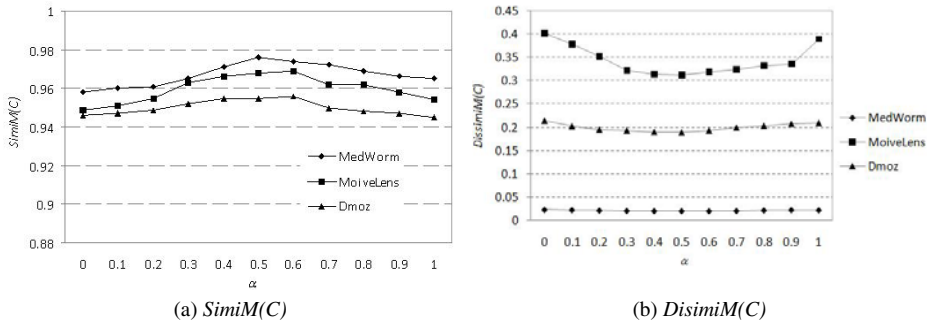 1
0.98
0.96
0.94
0.92
0.9
0.88
SimiM(C)
0 0.1 0.2 0.3 0.4 0.5 0.6 0.7 0.8 0.9 1
α
MedWorm
MoiveLens
Dmoz
(a) SimiM(C)
0.45
0.4
0.35
0.3
0.25
0.2
0.15
0.1
0.05
0
DissimiM(C)
0 0.1 0.2 0.3 0.4 0.5 0.6 0.7 0.8 0.9 1
α
MedWorm
MoiveLens
Dmoz
(b) DisimiM(C)